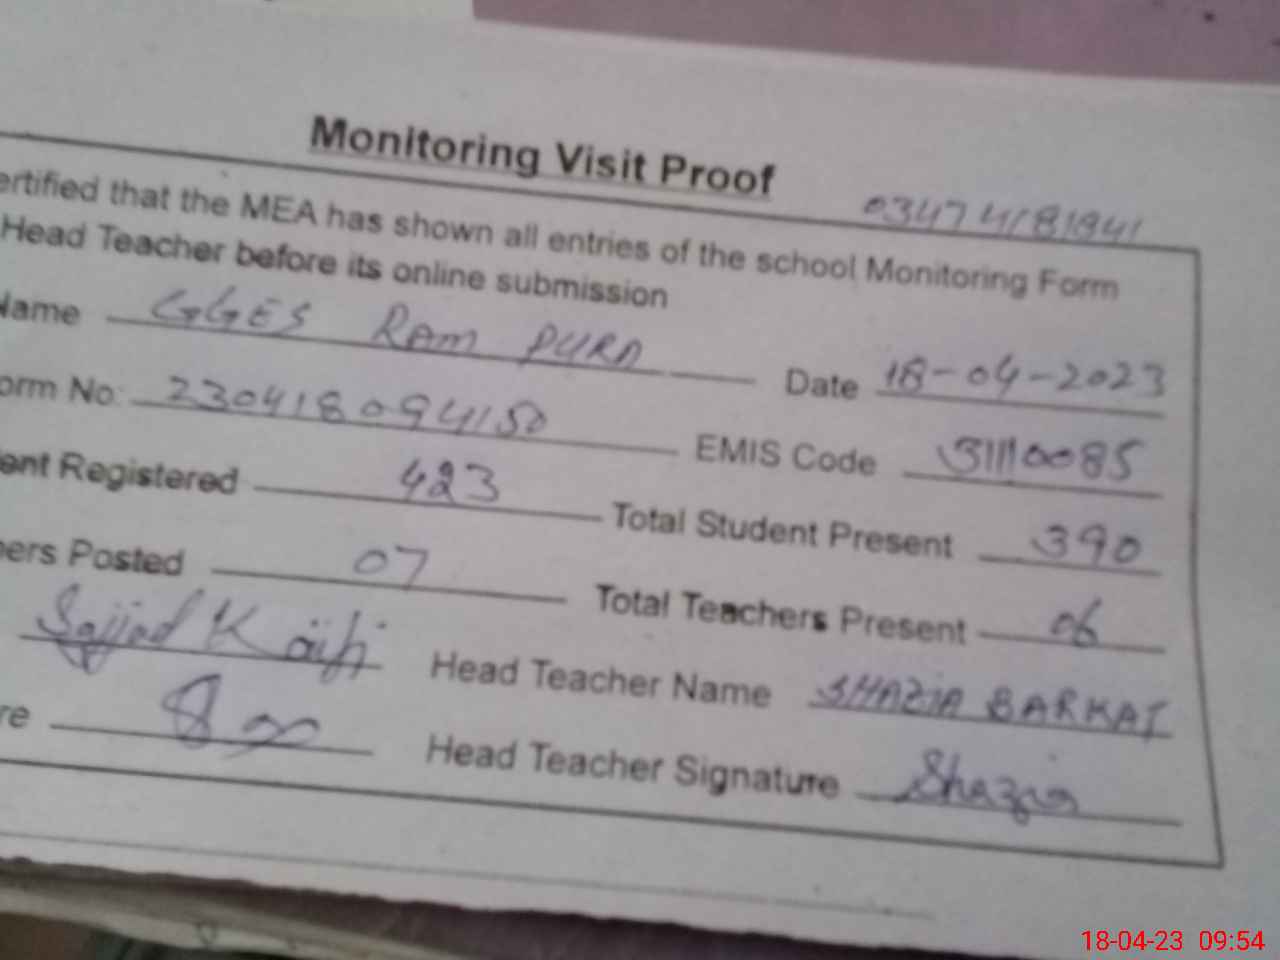 Monitoring Visit Proof
03474181841
ertified that the MEA has shown all entries of the school Monitoring Form
Head Teacher before its online submission
Name GGES RAM PURA Date 18-04-2023
orm No: 230418094150 EMIS Code 31110085
ent Registered 423 Total Student Present 390
ers Posted 07 Total Teachers Present 06
Sajjad Kaifi Head Teacher Name SHAZIA BARKAT
re Head Teacher Signature Shazia
18-04-23 09:54